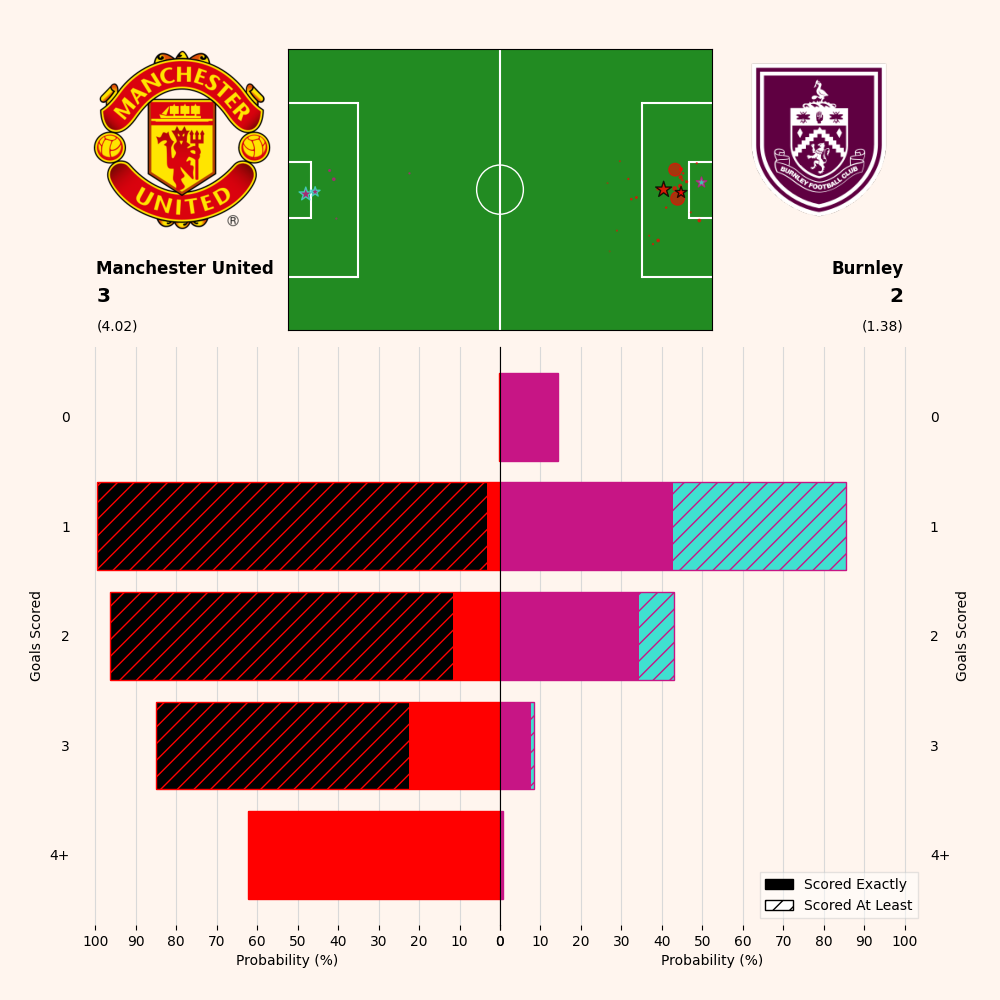 MANCHESTER
UNITED
®
BURNLEY FOOTBALL CLUB
Manchester United
3
(4.02)
Burnley
2
(1.38)
0
1
2
3
4+
Goals Scored
0
1
2
3
4+
Goals Scored
100 90 80 70 60 50 40 30 20 10 0
Probability (%)
0 10 20 30 40 50 60 70 80 90 100
Probability (%)
Scored Exactly
Scored At Least